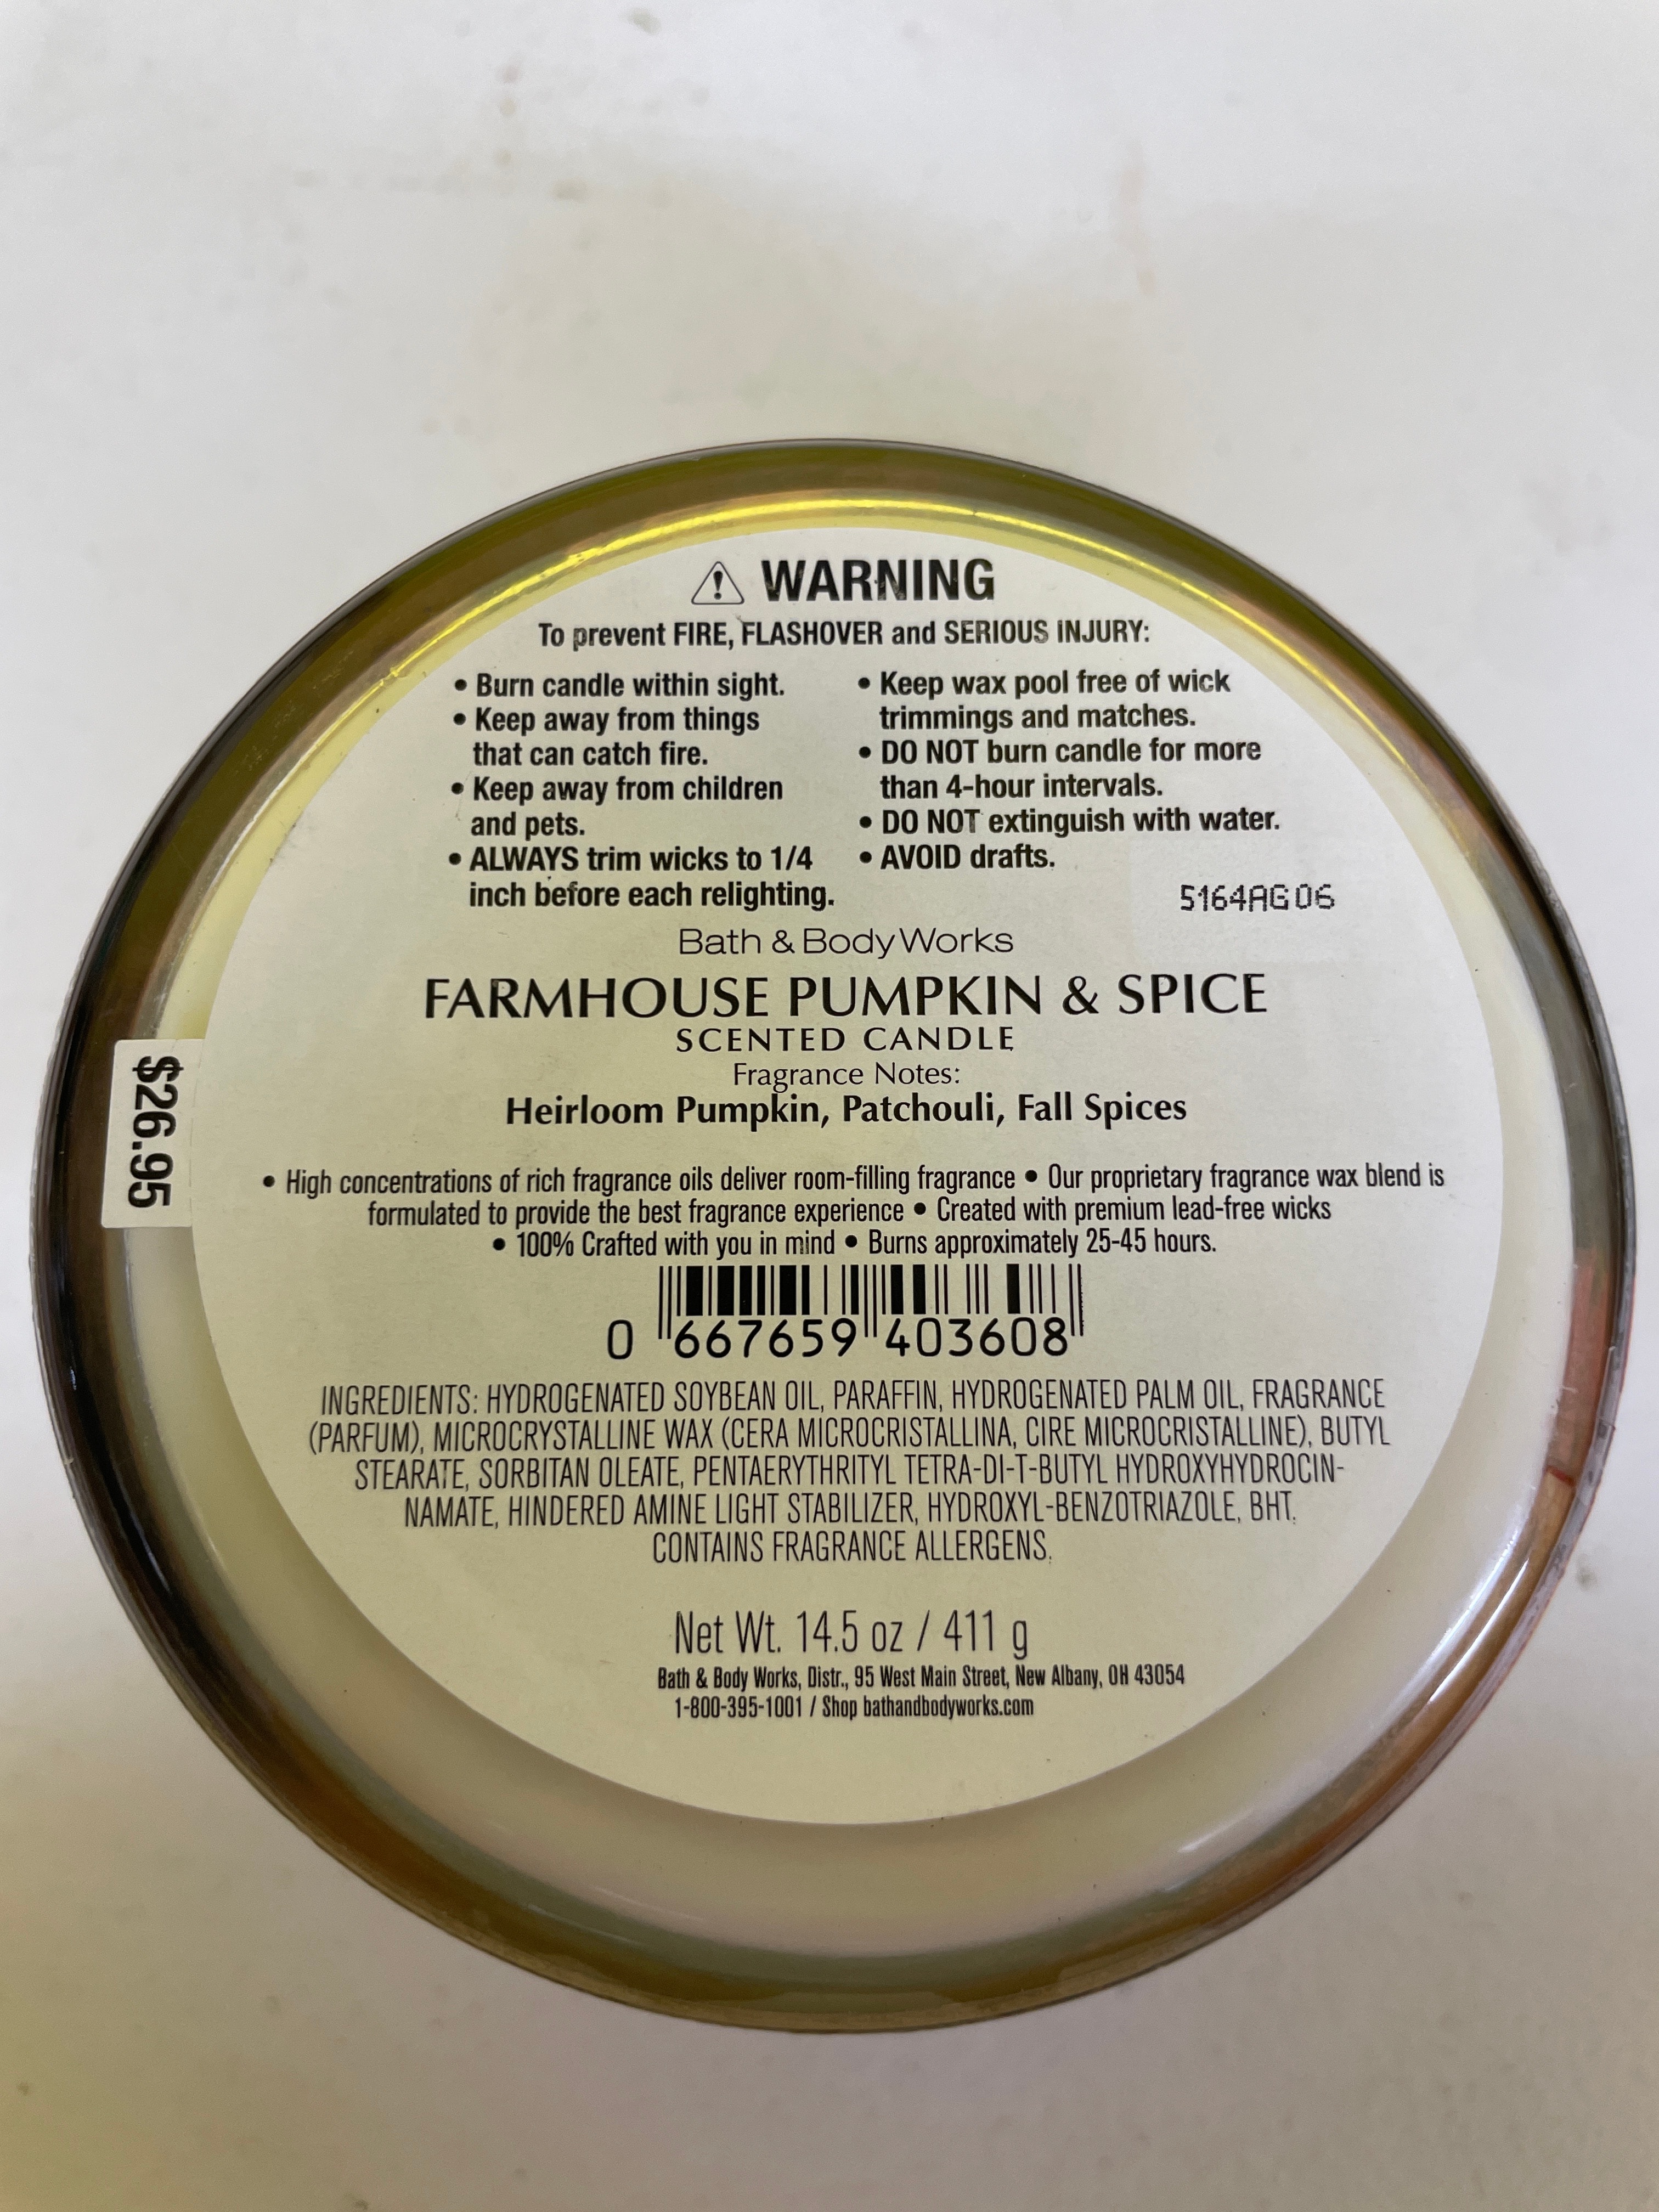 WARNING
To prevent FIRE, FLASHOVER and SERIOUS INJURY:
• Burn candle within sight.
• Keep away from things
that can catch fire.
• Keep away from children
and pets.
• ALWAYS trim wicks to 1/4
inch before each relighting.
• Keep wax pool free of wick
trimmings and matches.
• DO NOT burn candle for more
than 4-hour intervals.
• DO NOT extinguish with water.
• AVOID drafts.
5164AG06
Bath & Body Works
FARMHOUSE PUMPKIN & SPICE
SCENTED CANDLE
Fragrance Notes:
Heirloom Pumpkin, Patchouli, Fall Spices
$26.95
• High concentrations of rich fragrance oils deliver room-filling fragrance • Our proprietary fragrance wax blend is
formulated to provide the best fragrance experience • Created with premium lead-free wicks
• 100% Crafted with you in mind • Burns approximately 25-45 hours.
0 667659 403608
INGREDIENTS: HYDROGENATED SOYBEAN OIL, PARAFFIN, HYDROGENATED PALM OIL, FRAGRANCE
(PARFUM), MICROCRYSTALLINE WAX (CERA MICROCRISTALLINA, CIRE MICROCRISTALLINE), BUTYL
STEARATE, SORBITAN OLEATE, PENTAERYTHRITYL TETRA-DI-T-BUTYL HYDROXYHYDROCIN-
NAMATE, HINDERED AMINE LIGHT STABILIZER, HYDROXYL-BENZOTRIAZOLE, BHT.
CONTAINS FRAGRANCE ALLERGENS.
Net Wt. 14.5 oz / 411 g
Bath & Body Works, Distr., 95 West Main Street, New Albany, OH 43054
1-800-395-1001 / Shop bathandbodyworks.com